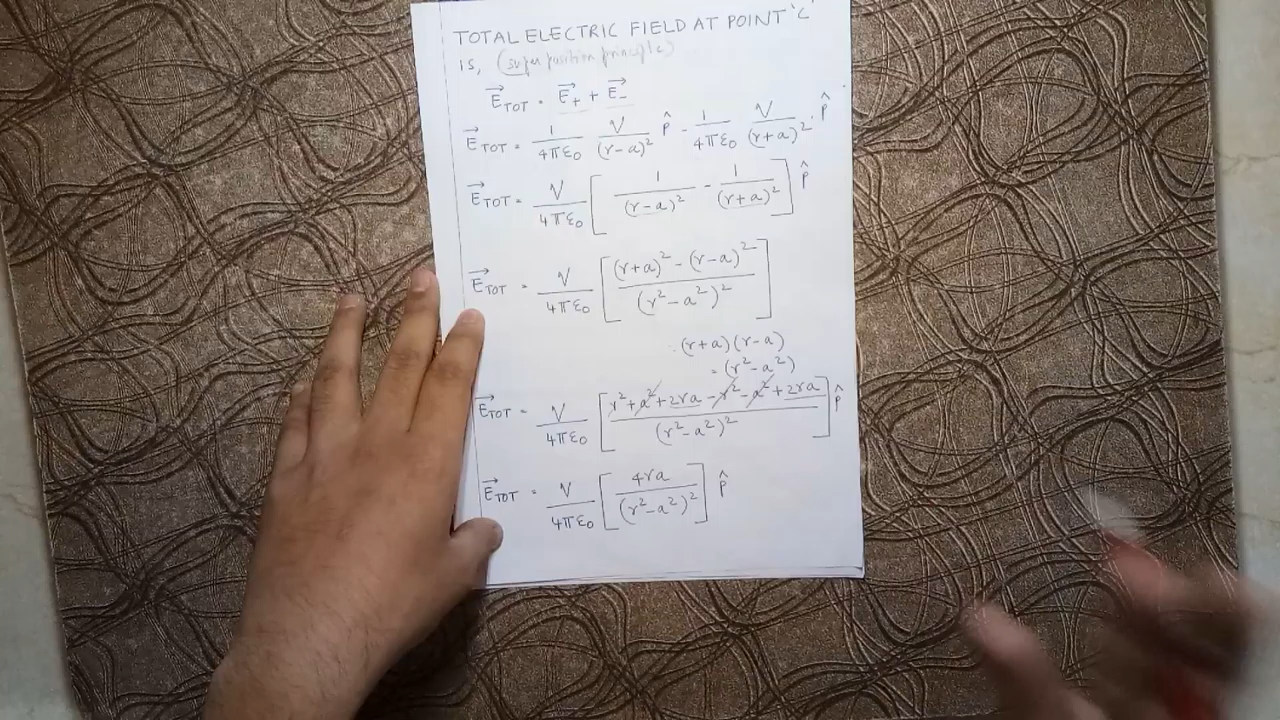 TOTAL ELECTRIC FIELD AT POINT 'C'
IS, (super position principle)
E⃗TOT = E⃗+ + E⃗-
E⃗TOT = 1/4πε0 V/(r-a)² p̂ - 1/4πε0 V/(r+a)² p̂
E⃗TOT = V/4πε0 [1/(r-a)² - 1/(r+a)²] p̂
E⃗TOT = V/4πε0 [(r+a)² - (r-a)²/(r²-a²)²]
(r+a)(r-a)
= (r²-a²)
E⃗TOT = V/4πε0 [r²+a²+2ra-r²-a²+2ra/(r²-a²)²] p̂
E⃗TOT = V/4πε0 [4ra/(r²-a²)²] p̂